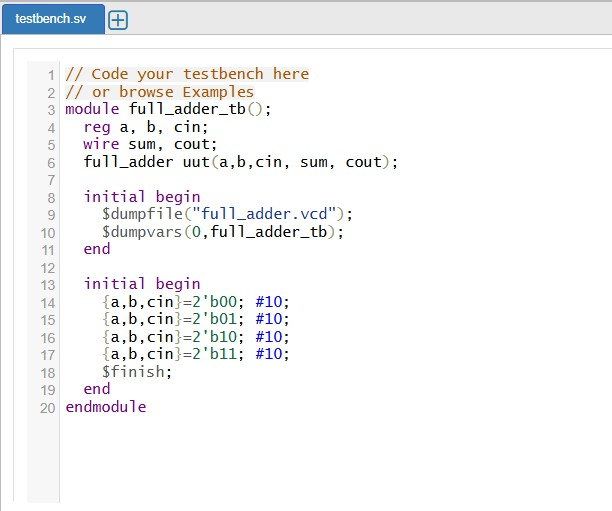 testbench.sv
1 // Code your testbench here
2 // or browse Examples
3 module full_adder_tb();
4 reg a, b, cin;
5 wire sum, cout;
6 full_adder uut(a,b,cin, sum, cout);
7
8 initial begin
9 $dumpfile("full_adder.vcd");
10 $dumpvars(0,full_adder_tb);
11 end
12
13 initial begin
14 {a,b,cin}=2'b00; #10;
15 {a,b,cin}=2'b01; #10;
16 {a,b,cin}=2'b10; #10;
17 {a,b,cin}=2'b11; #10;
18 $finish;
19 end
20 endmodule